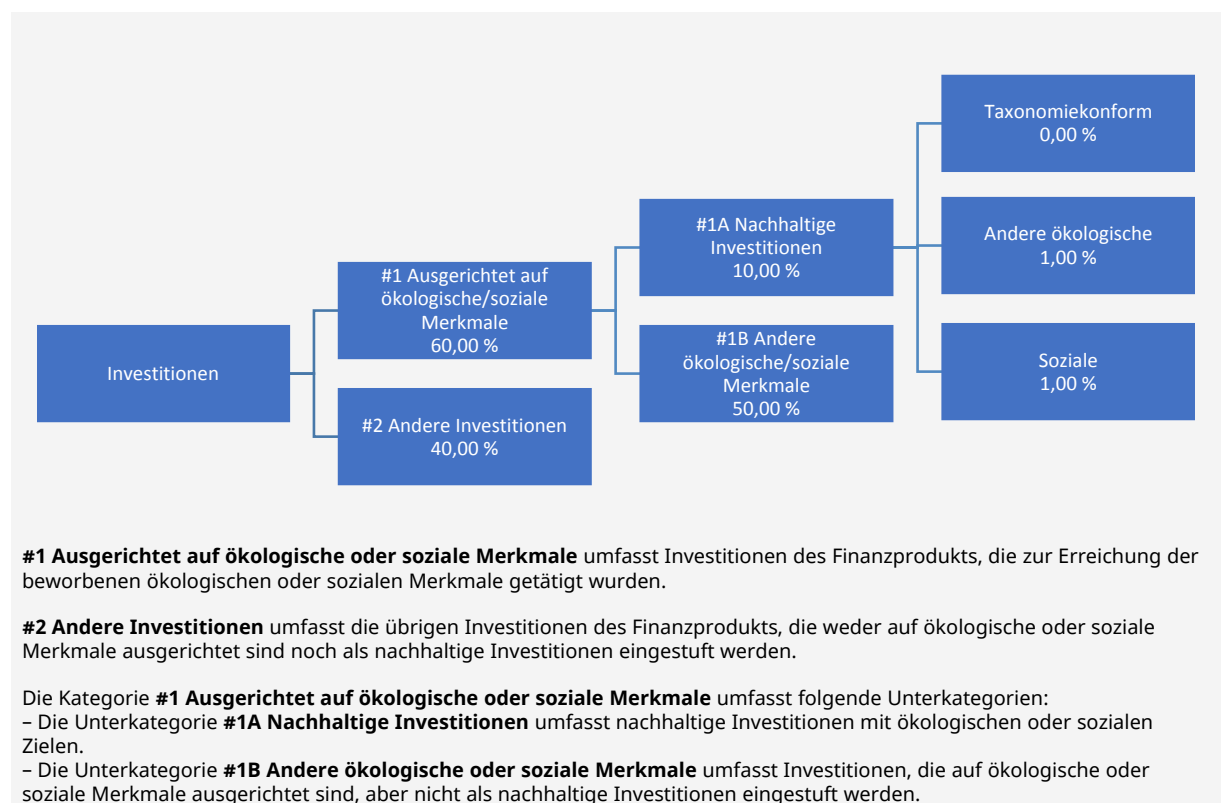 Investitionen
#1 Ausgerichtet auf
ökologische/soziale
Merkmale
60,00 %
#2 Andere Investitionen
40,00 %
#1A Nachhaltige
Investitionen
10,00 %
#1B Andere
ökologische/soziale
Merkmale
50,00 %
Taxonomiekonform
0,00 %
Andere ökologische
1,00 %
Soziale
1,00 %
#1 Ausgerichtet auf ökologische oder soziale Merkmale umfasst Investitionen des Finanzprodukts, die zur Erreichung der
beworbenen ökologischen oder sozialen Merkmale getätigt wurden.
#2 Andere Investitionen umfasst die übrigen Investitionen des Finanzprodukts, die weder auf ökologische oder soziale
Merkmale ausgerichtet sind noch als nachhaltige Investitionen eingestuft werden.
Die Kategorie #1 Ausgerichtet auf ökologische oder soziale Merkmale umfasst folgende Unterkategorien:
– Die Unterkategorie #1A Nachhaltige Investitionen umfasst nachhaltige Investitionen mit ökologischen oder sozialen
Zielen.
– Die Unterkategorie #1B Andere ökologische oder soziale Merkmale umfasst Investitionen, die auf ökologische oder
soziale Merkmale ausgerichtet sind, aber nicht als nachhaltige Investitionen eingestuft werden.